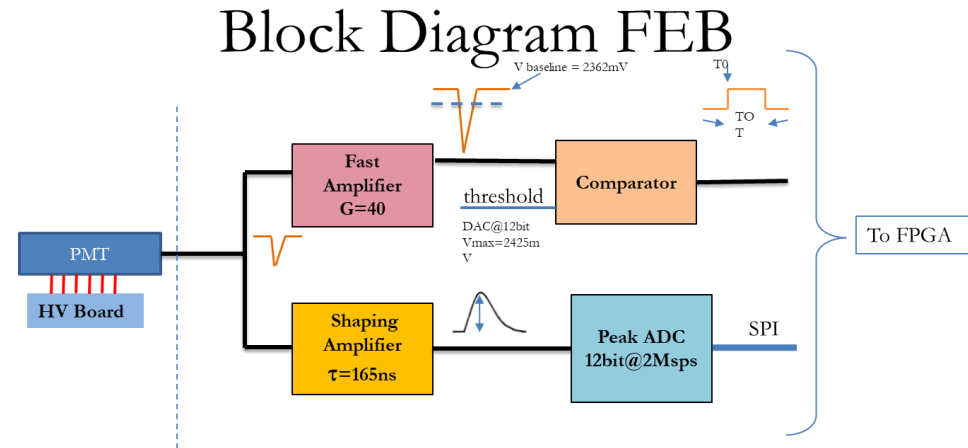 Block Diagram FEB
V baseline = 2362mV
T0
TO
T
Fast
Amplifier
G=40
Comparator
threshold
DAC@12bit
Vmax=2425m
V
To FPGA
PMT
HV Board
Shaping
Amplifier
τ=165ns
Peak ADC
12bit@2Msps
SPI